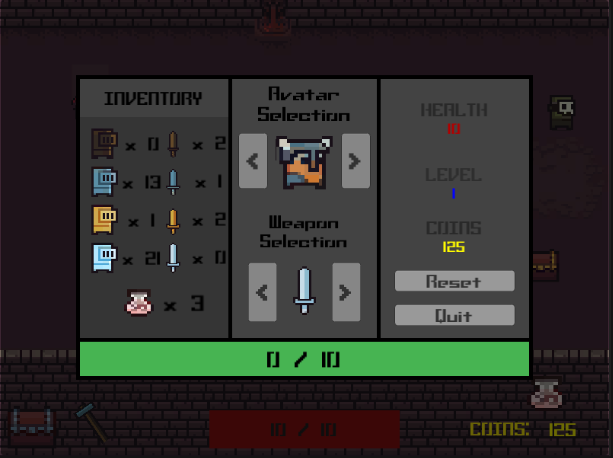 INVENTORY
x 0 x 2
x 13 x 1
x 1 x 2
x 21 x 0
x 3
Avatar
Selection
<
>
Weapon
Selection
<
>
HEALTH
10
LEVEL
1
COINS
125
Reset
Quit
0 / 10
10 / 10
COINS: 125